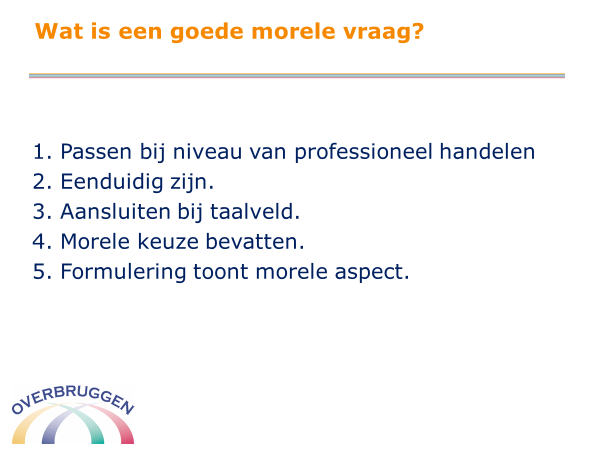 Wat is een goede morele vraag?
1. Passen bij niveau van professioneel handelen
2. Eenduidig zijn.
3. Aansluiten bij taalveld.
4. Morele keuze bevatten.
5. Formulering toont morele aspect.
OVERBRUGGEN